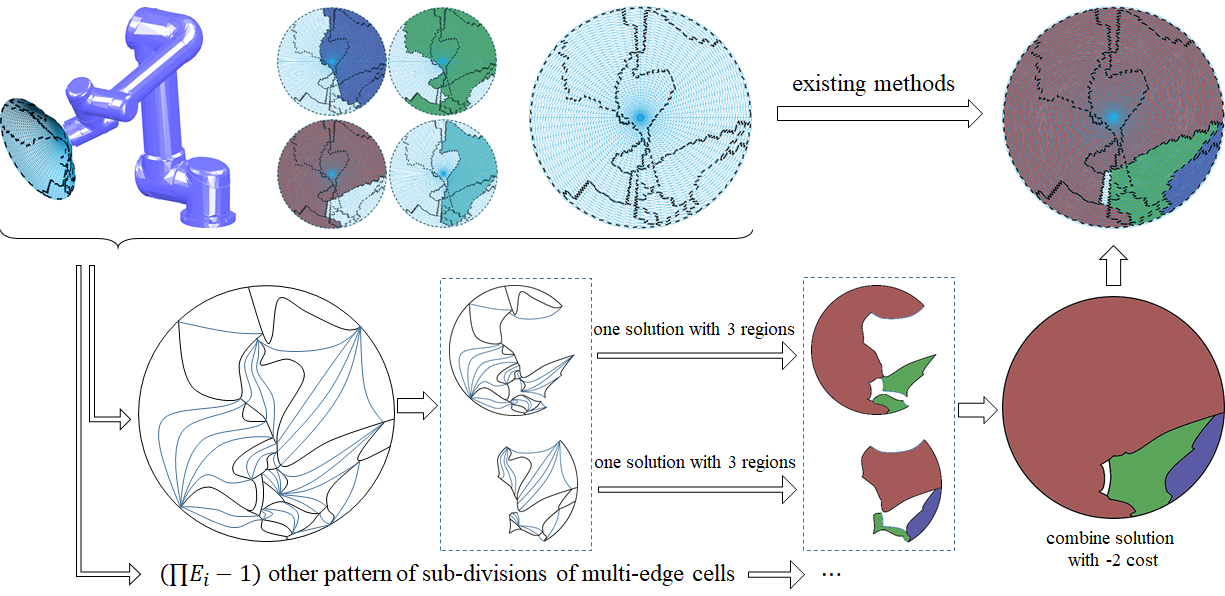 existing methods
one solution with 3 regions
one solution with 3 regions
combine solution
with -2 cost
(∏E_i − 1) other pattern of sub-divisions of multi-edge cells
...